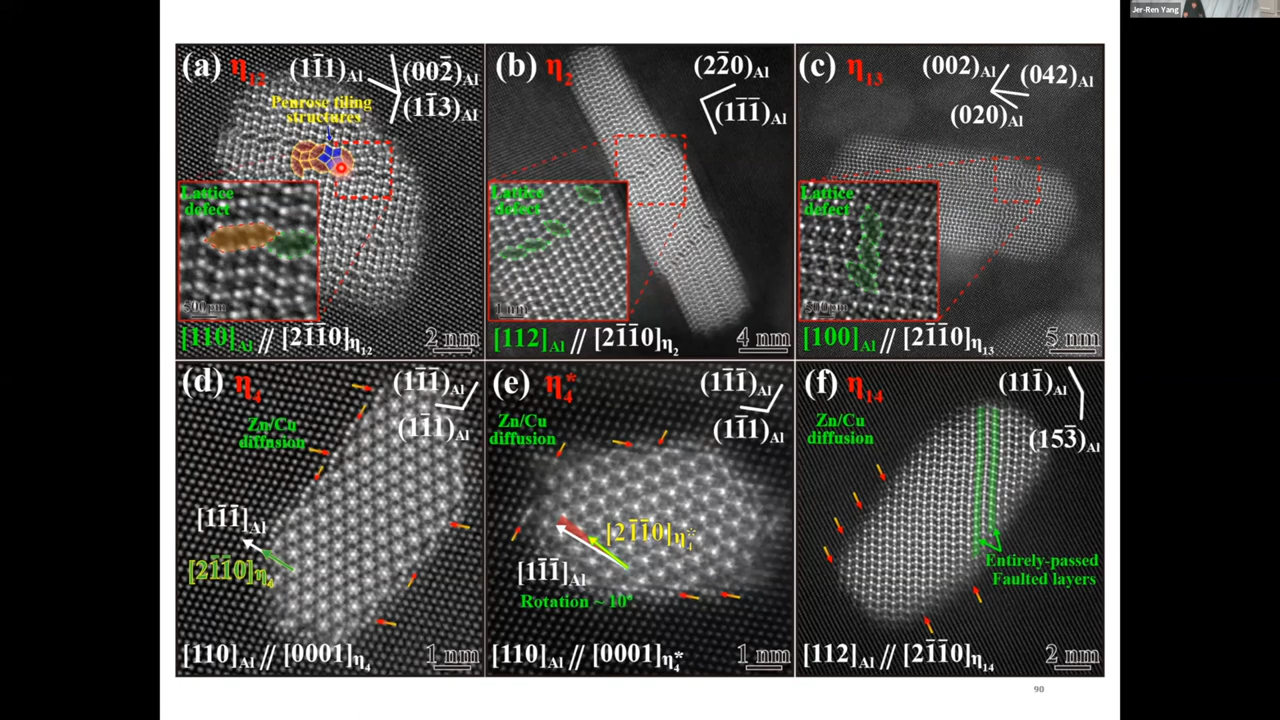 Jer-Ren Yang
(a) η₁₂ (11̅1)Al (002̅)Al
(11̅3)Al
Penrose tiling
structures
Lattice
defect
500 pm
[110]Al // [21̅1̅0]η₁₂ 2 nm
(b) η₂ (22̅0)Al
(11̅1̅)Al
Lattice
defect
1 nm
[112]Al // [21̅1̅0]η₂ 4 nm
(c) η₁₃ (002)Al (042)Al
(020)Al
Lattice
defect
[100]Al // [21̅1̅0]η₁₃ 5 nm
(d) η₄ (11̅1̅)Al
(11̅1)Al
Zn/Cu
diffusion
[11̅1̅]Al
[21̅1̅0]η₄
[110]Al // [0001]η₄ 1 nm
(e) η₄* (11̅1̅)Al
(11̅1)Al
Zn/Cu
diffusion
[21̅1̅0]η₄*
[11̅1̅]Al
Rotation ~ 10°
[110]Al // [0001]η₄* 1 nm
(f) η₁₄ (111̅)Al
Zn/Cu
diffusion
(153̅)Al
Entirely-passed
Faulted layers
[112]Al // [21̅1̅0]η₁₄ 2 nm
90